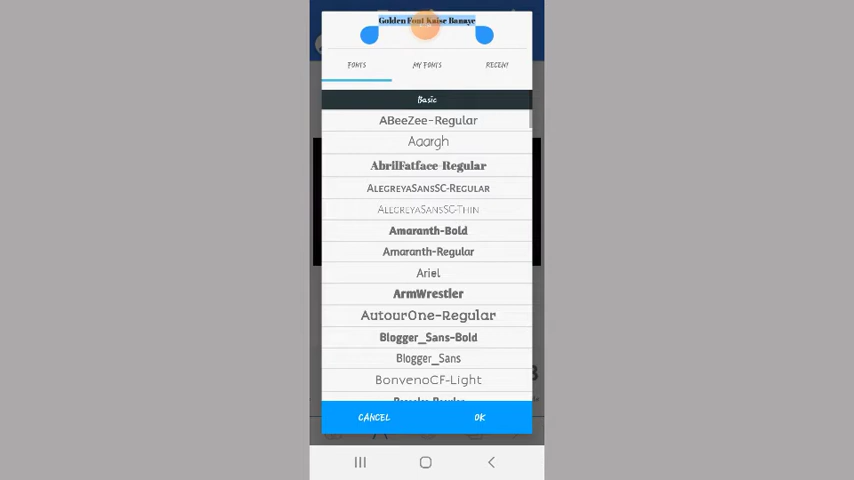 Golden Font Kaise Banaye
FONTS MY FONTS RECENT
Basic
ABeeZee-Regular
Aaargh
AbrilFatface-Regular
AlegreyaSansSC-Regular
AlegreyaSansSC-Thin
Amaranth-Bold
Amaranth-Regular
Ariel
ArmWrestler
AutourOne-Regular
Blogger_Sans-Bold
Blogger_Sans
BonvenoCF-Light
CANCEL OK